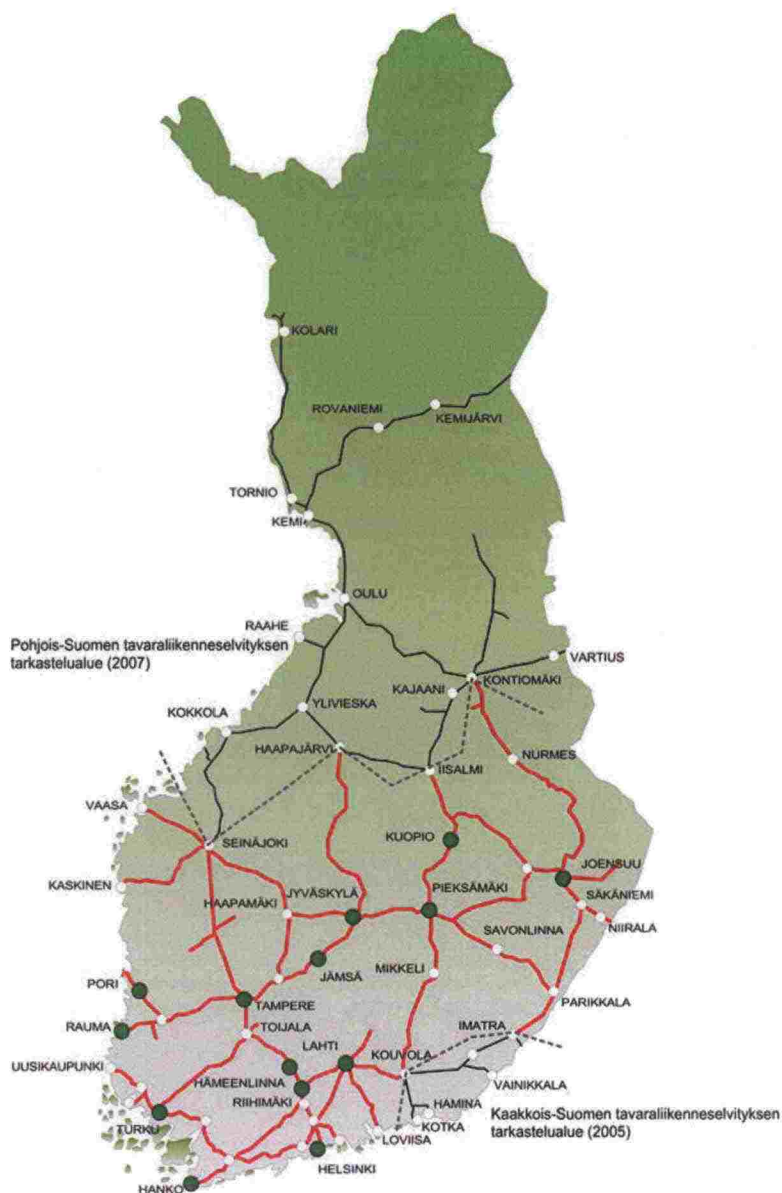 KOLARI
ROVANIEMI
KEMIJÄRVI
TORNIO
KEMI
OULU
RAAHE
Pohjois-Suomen tavaraliikenneselvityksen
tarkastelualue (2007)
VARTIUS
KONTIOMÄKI
KAJAANI
YLIVIESKA
KOKKOLA
HAAPAJÄRVI
NURMES
IISALMI
VAASA
SEINÄJOKI
KUOPIO
JOENSUU
KASKINEN
HAAPAMÄKI
JYVÄSKYLÄ
PIEKSÄMÄKI
SÄKÄNIEMI
NIIRALA
SAVONLINNA
PORI
JÄMSÄ
MIKKELI
TAMPERE
PARIKKALA
RAUMA
TOIJALA
IMATRA
LAHTI
KOUVOLA
UUSIKAUPUNKI
HÄMEENLINNA
VAINIKKALA
RIIHIMÄKI
HAMINA
Kaakkois-Suomen tavaraliikenneselvityksen
tarkastelualue (2005)
KOTKA
TURKU
LOVIISA
HELSINKI
HANKO